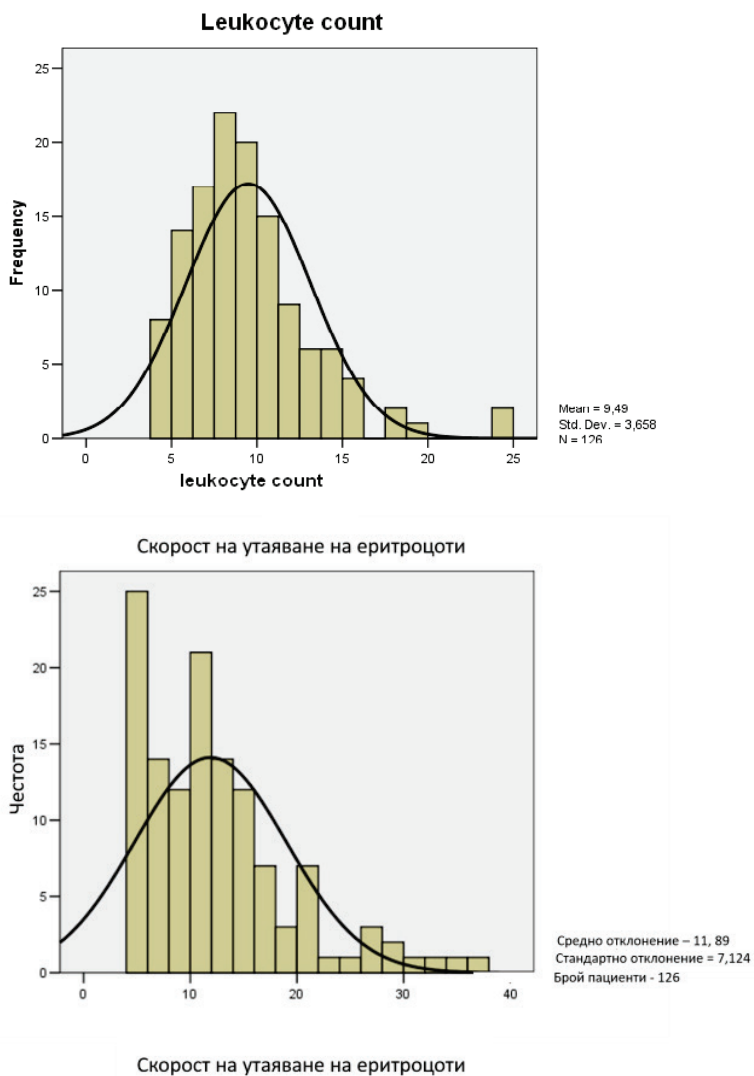 Leukocyte count
25
20
15
10
5
0
Frequency
0 5 10 15 20 25
leukocyte count
Mean = 9,49
Std. Dev. = 3,658
N = 126
Скорост на утаяване на еритроцоти
25
20
15
10
5
0
Честота
0 10 20 30 40
Средно отклонение – 11, 89
Стандартно отклонение = 7,124
Брой пациенти - 126
Скорост на утаяване на еритроцоти